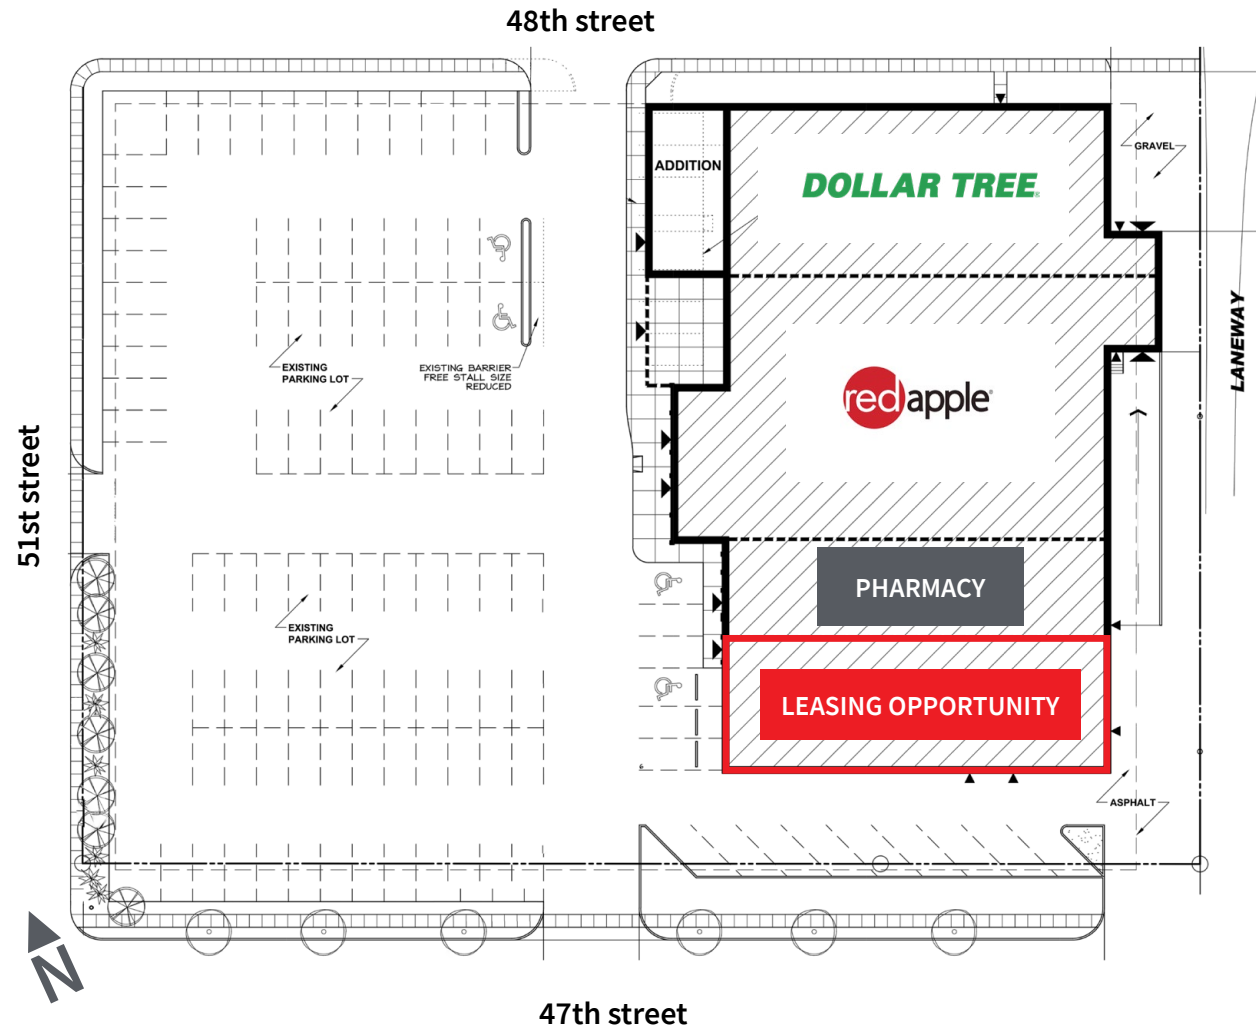 48th street
ADDITION
DOLLAR TREE
GRAVEL
EXISTING
PARKING LOT
EXISTING BARRIER
FREE STALL SIZE
REDUCED
redapple
LANEWAY
51st street
PHARMACY
EXISTING
PARKING LOT
LEASING OPPORTUNITY
ASPHALT
N
47th street